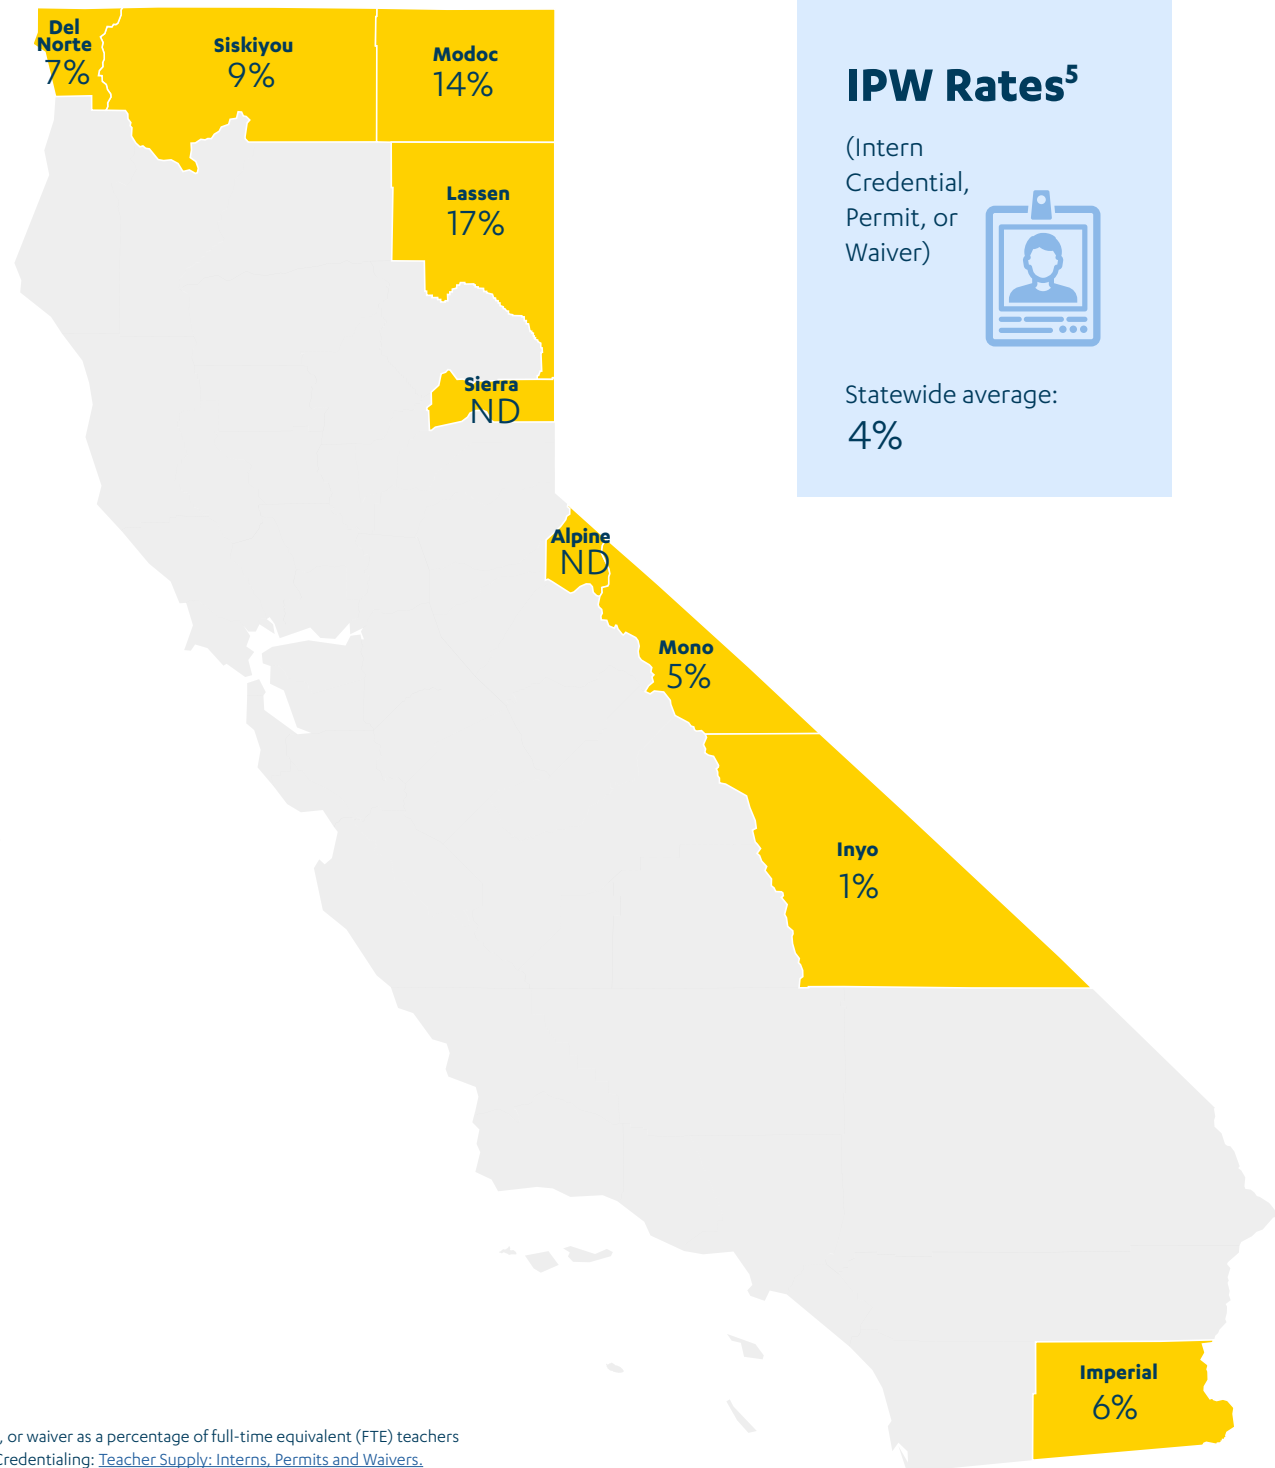 Del
Norte
7%
Siskiyou
9%
Modoc
14%
Lassen
17%
Sierra
ND
Alpine
ND
Mono
5%
Inyo
1%
Imperial
6%
IPW Rates⁵
(Intern
Credential,
Permit, or
Waiver)
Statewide average:
4%
, or waiver as a percentage of full-time equivalent (FTE) teachers
Credentialing: Teacher Supply: Interns, Permits and Waivers.